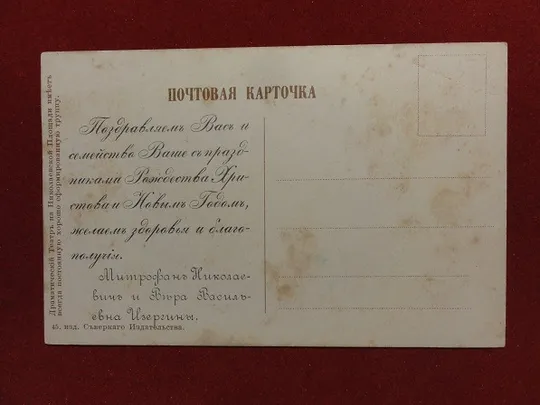 ПОЧТОВАЯ КАРТОЧКА
Поздравляемъ Васъ и
семейство Ваше съ празд-
никами Рождества Хри-
стова и Новымъ Годомъ,
желаемъ здоровья и благо-
получія.
Митрофанъ Николае-
вичъ и Вѣра Василь-
евна Изергины.
45, изд. Сѣвернаго Издательства.
Драматическій Театръ на Николаевской Площади имѣетъ
всегда постоянную хорошо сформированную труппу.